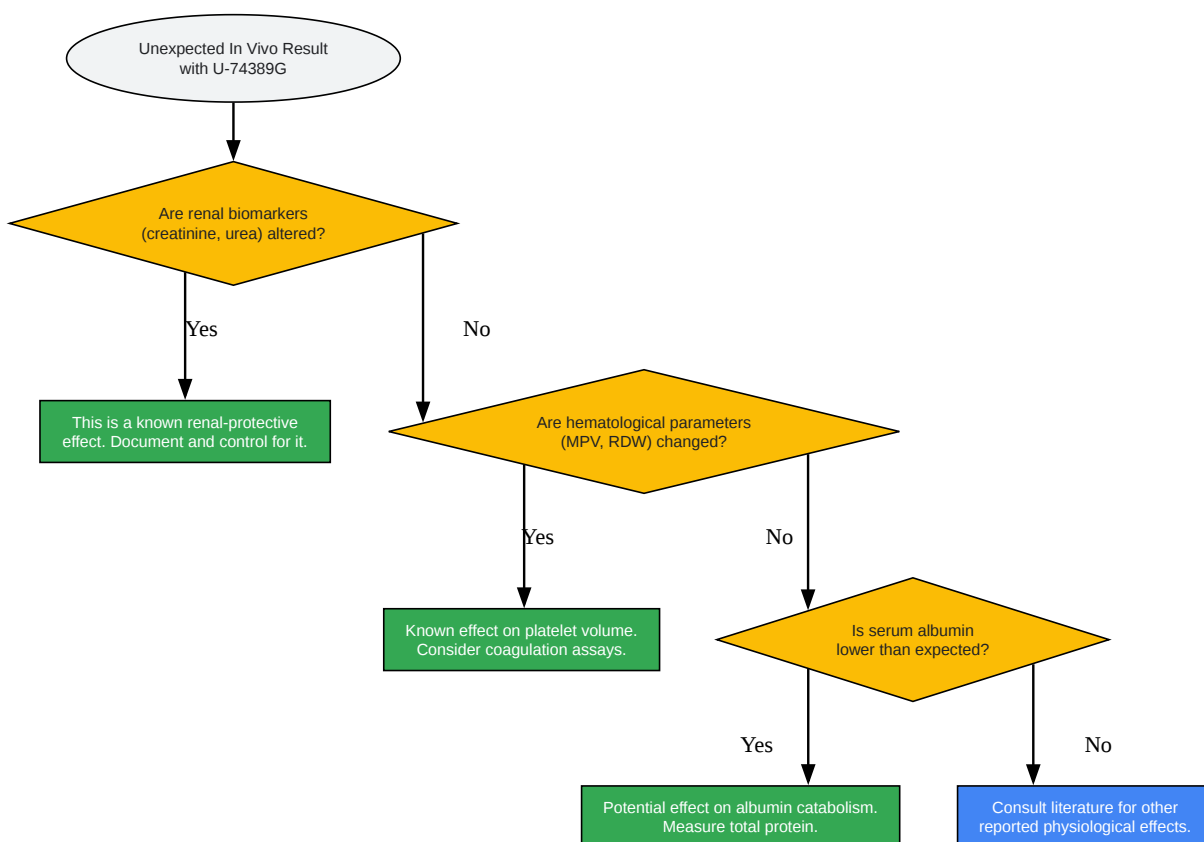 Unexpected In Vivo Result
with U-74389G
Are renal biomarkers
(creatinine, urea) altered?
Yes
No
This is a known renal-protective
effect. Document and control for it.
Are hematological parameters
(MPV, RDW) changed?
Yes
No
Known effect on platelet volume.
Consider coagulation assays.
Is serum albumin
lower than expected?
Yes
No
Potential effect on albumin catabolism.
Measure total protein.
Consult literature for other
reported physiological effects.